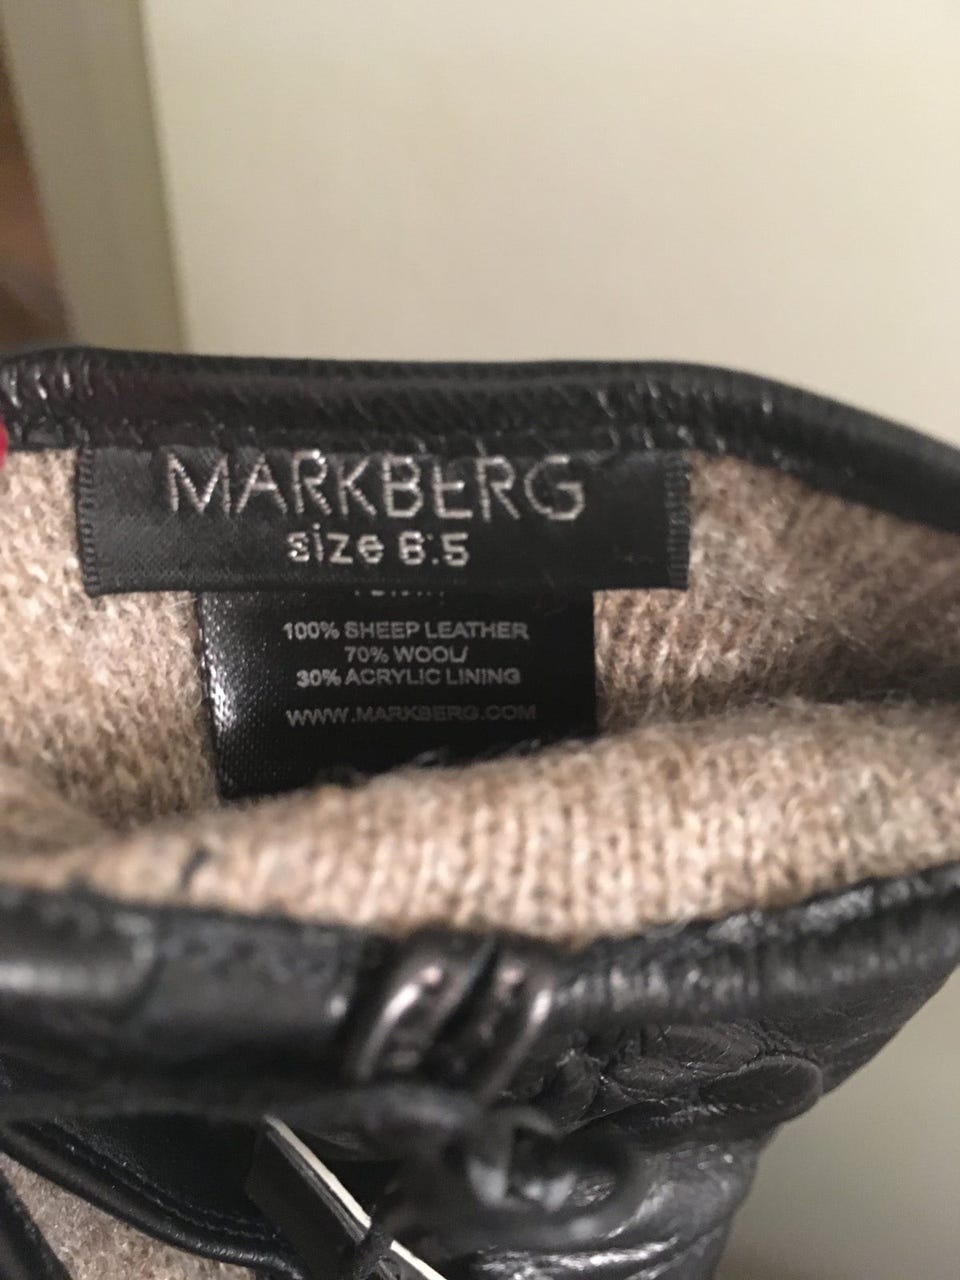 MARKBERG
size 6.5
100% SHEEP LEATHER
70% WOOL/
30% ACRYLIC LINING
WWW.MARKBERG.COM